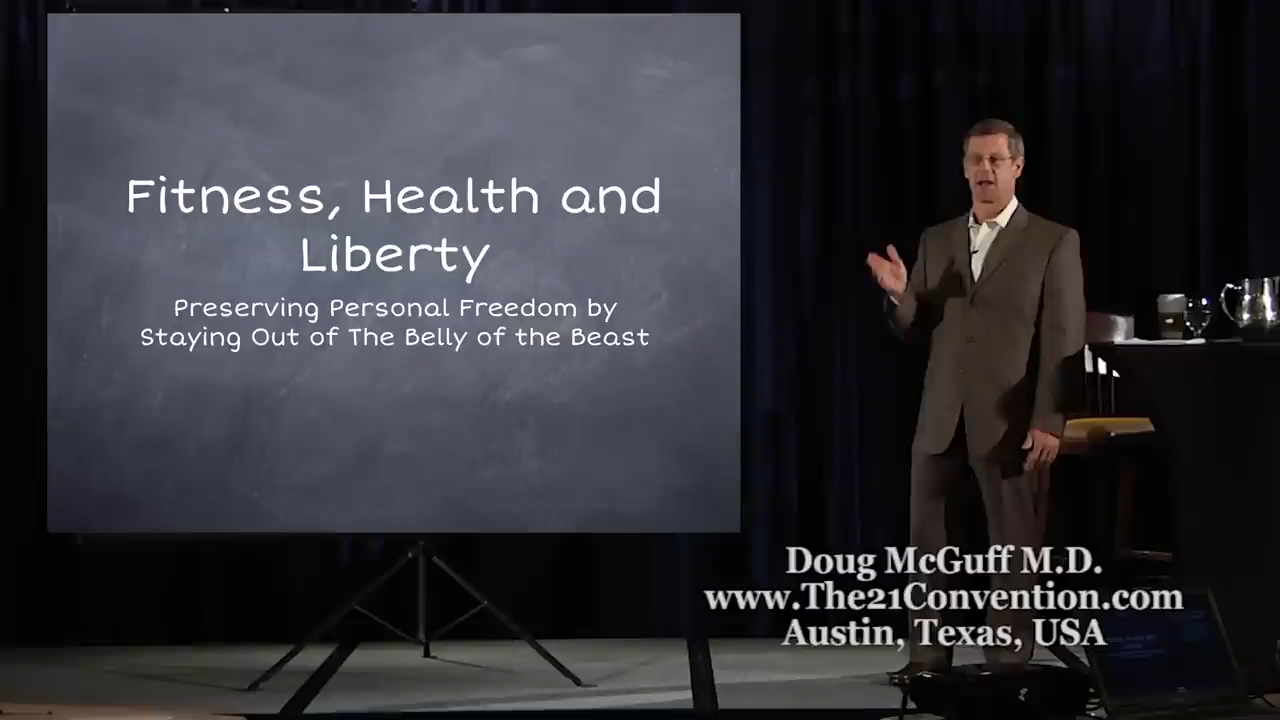 Fitness, Health and
Liberty
Preserving Personal Freedom by
Staying Out of The Belly of the Beast
Doug McGuff M.D.
www.The21Convention.com
Austin, Texas, USA